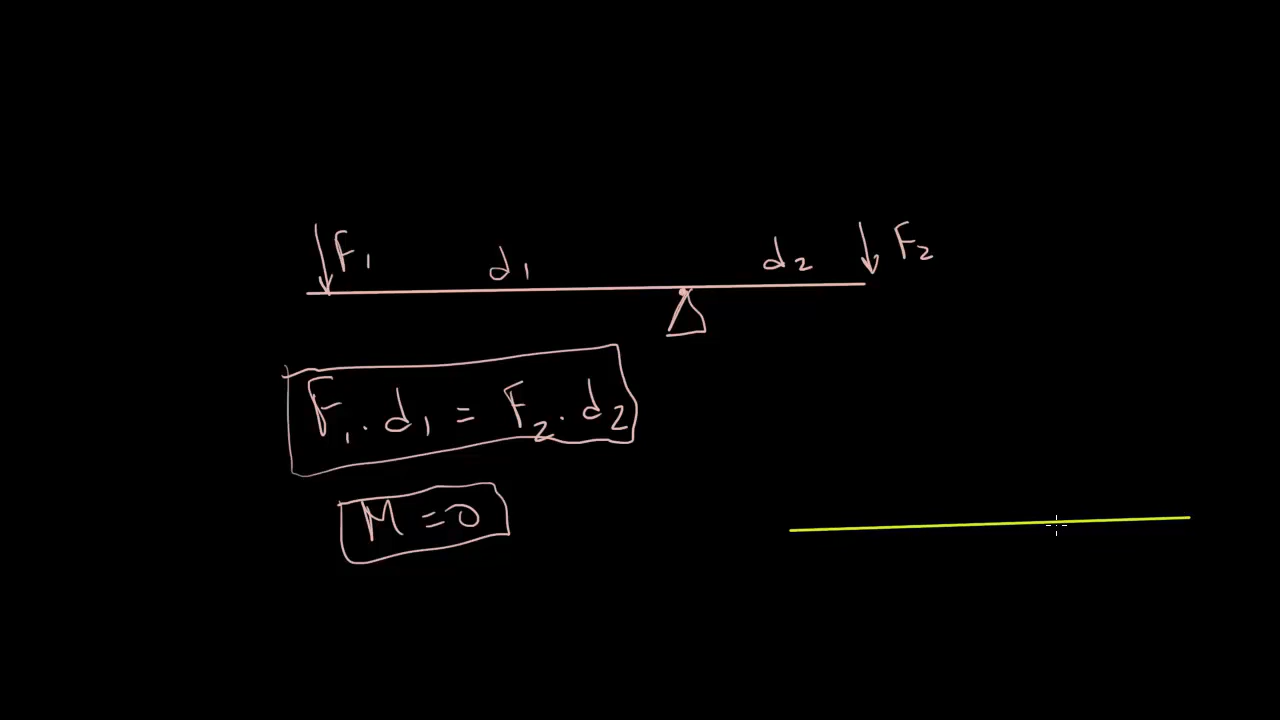 F₁ d₁ d₂ F₂
F₁ · d₁ = F₂ · d₂
M = 0